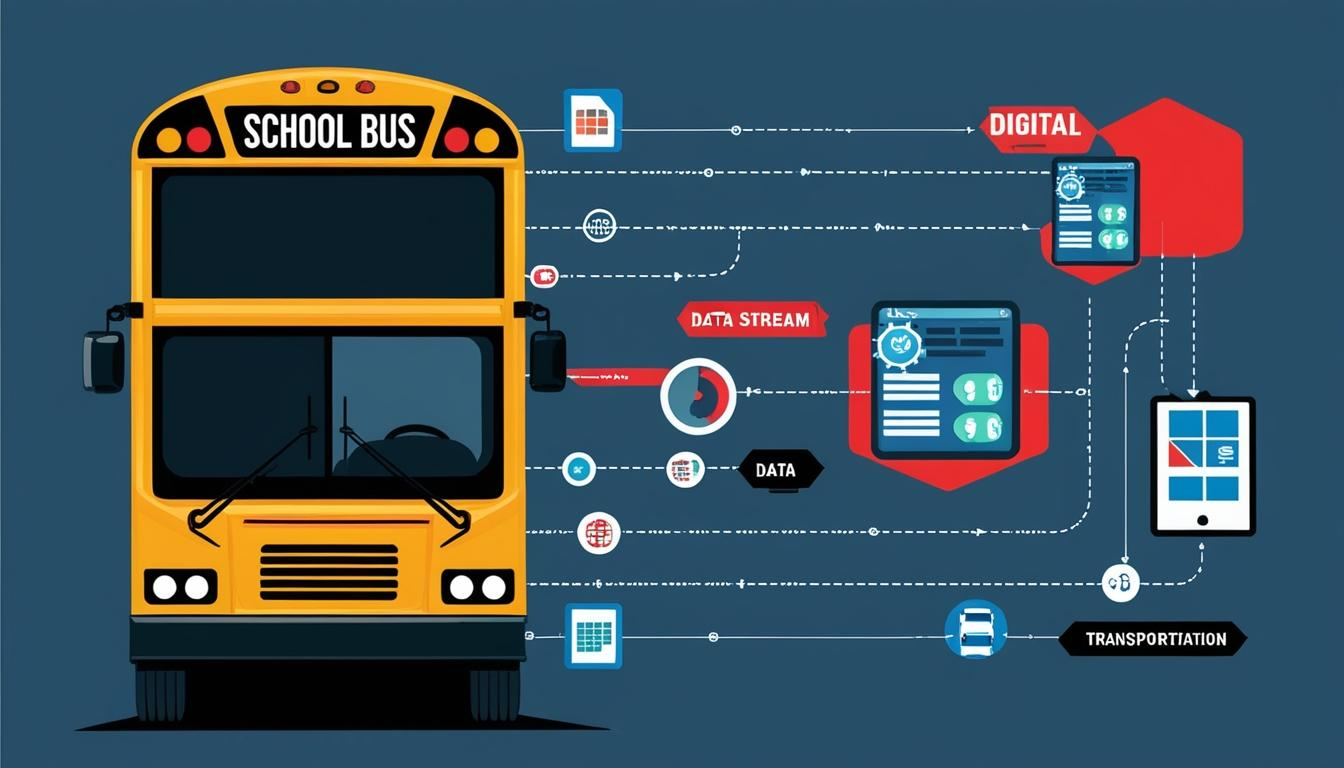 SCHOOL BUS
DIGITAL
DATA STREAM
DATA
TRANSPORTIATION